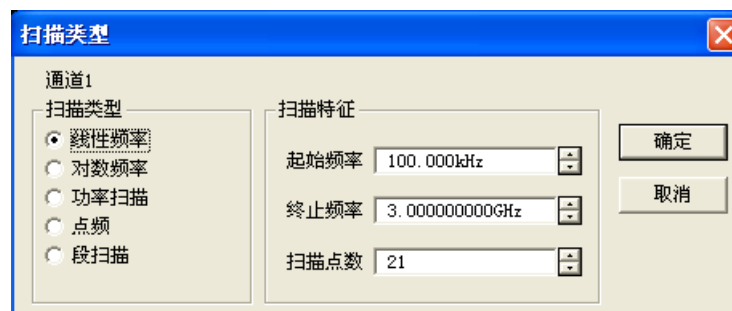 扫描类型
通道1
扫描类型
线性频率
对数频率
功率扫描
点频
段扫描
扫描特征
起始频率 100.000kHz
终止频率 3.000000000GHz
扫描点数 21
确定
取消